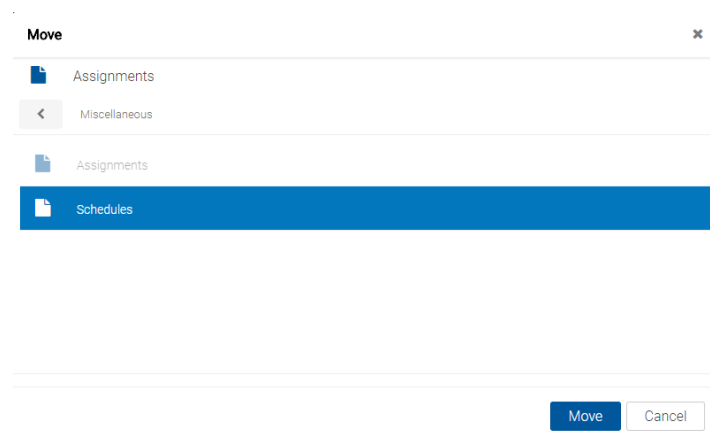 Move
Assignments
Miscellaneous
Assignments
Schedules
Move Cancel